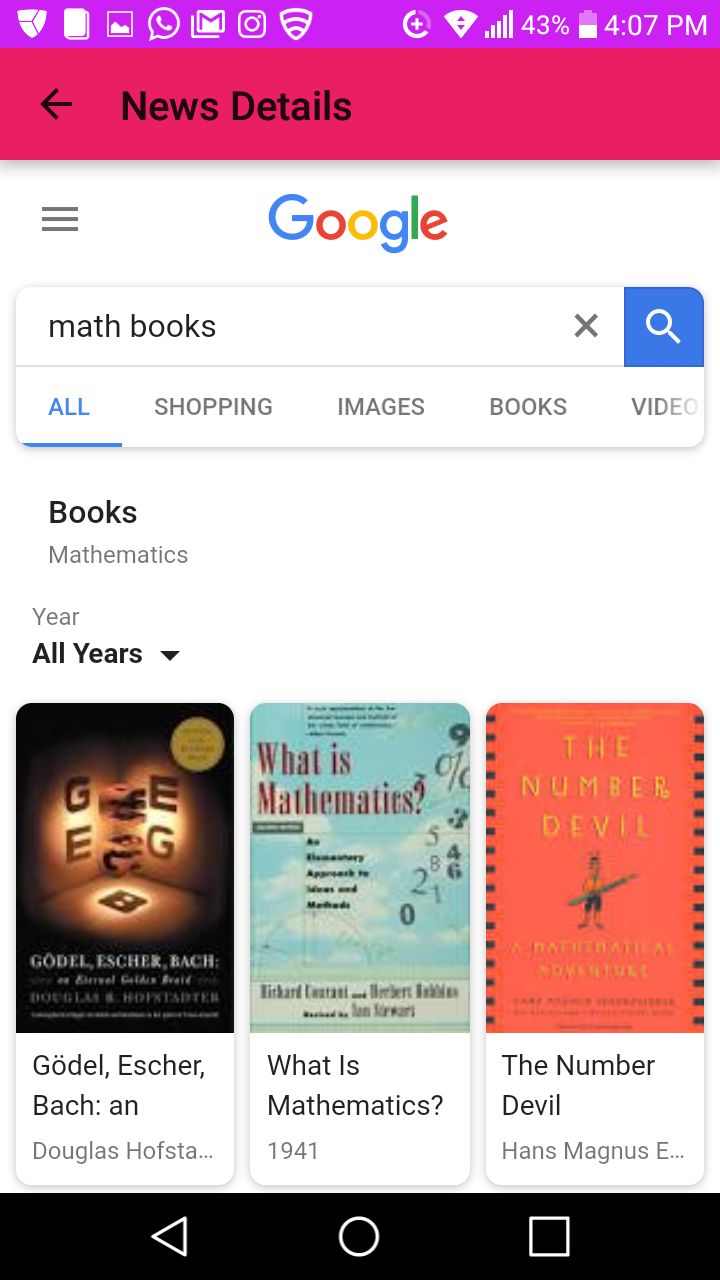 43% 4:07 PM
News Details
Google
math books
ALL SHOPPING IMAGES BOOKS VIDEO
Books
Mathematics
Year
All Years
G E
E G
GÖDEL, ESCHER, BACH:
an Eternal Golden Braid
DOUGLAS R. HOFSTADTER
What is
Mathematics?
An
Elementary
Approach to
Ideas and
Methods
Richard Courant and Herbert Robbins
Revised by Ian Stewart
THE
NUMBER
DEVIL
A MATHEMATICAL
ADVENTURE
Gödel, Escher,
Bach: an
Douglas Hofsta...
What Is
Mathematics?
1941
The Number
Devil
Hans Magnus E...